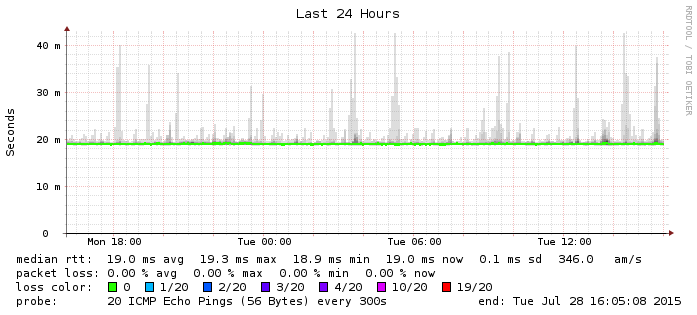 Last 24 Hours
RRDTOOL / TOBI OETIKER
Seconds
40 m
30 m
20 m
10 m
0
Mon 18:00 Tue 00:00 Tue 06:00 Tue 12:00
median rtt: 19.0 ms avg 19.3 ms max 18.9 ms min 19.0 ms now 0.1 ms sd 346.0 am/s
packet loss: 0.00 % avg 0.00 % max 0.00 % min 0.00 % now
loss color: 0 1/20 2/20 3/20 4/20 10/20 19/20
probe: 20 ICMP Echo Pings (56 Bytes) every 300s end: Tue Jul 28 16:05:08 2015